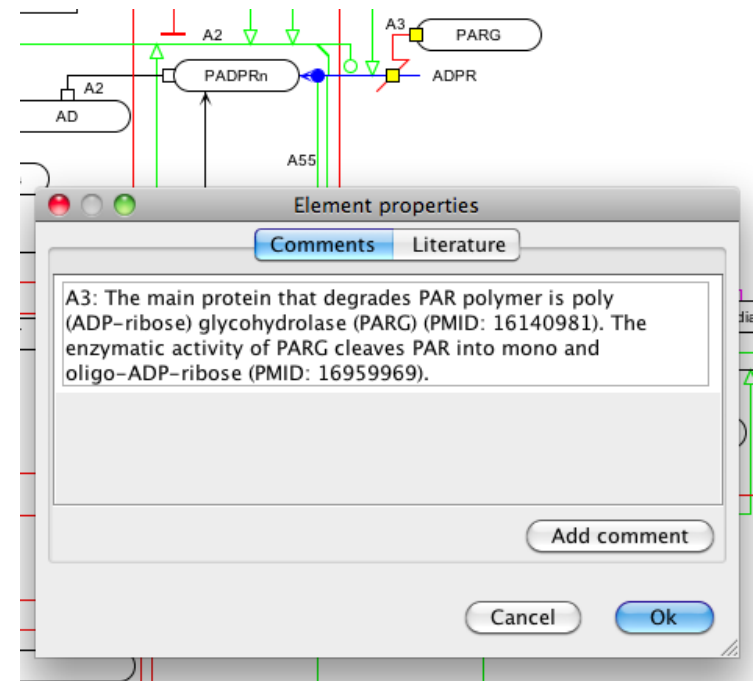 A2
A3
PARG
PADPRn
ADPR
A2
AD
A55
Element properties
Comments
Literature
A3: The main protein that degrades PAR polymer is poly
(ADP-ribose) glycohydrolase (PARG) (PMID: 16140981). The
enzymatic activity of PARG cleaves PAR into mono and
oligo-ADP-ribose (PMID: 16959969).
Add comment
Cancel
Ok